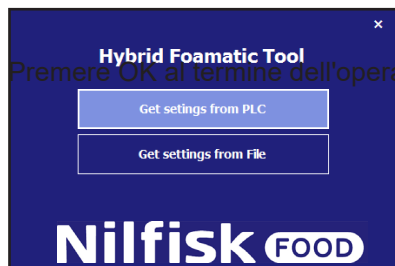 ×
Hybrid Foamatic Tool
Premere OK al termine dell'opera
Get setings from PLC
Get settings from File
Nilfisk FOOD